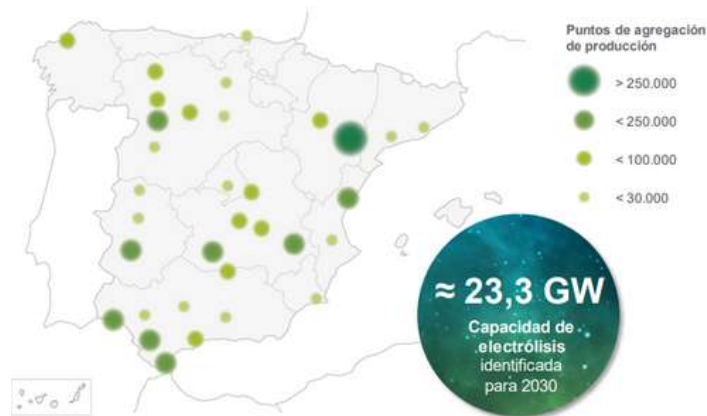 Puntos de agregación
de producción
> 250.000
< 250.000
< 100.000
< 30.000
≈ 23,3 GW
Capacidad de
electrólisis
identificada
para 2030